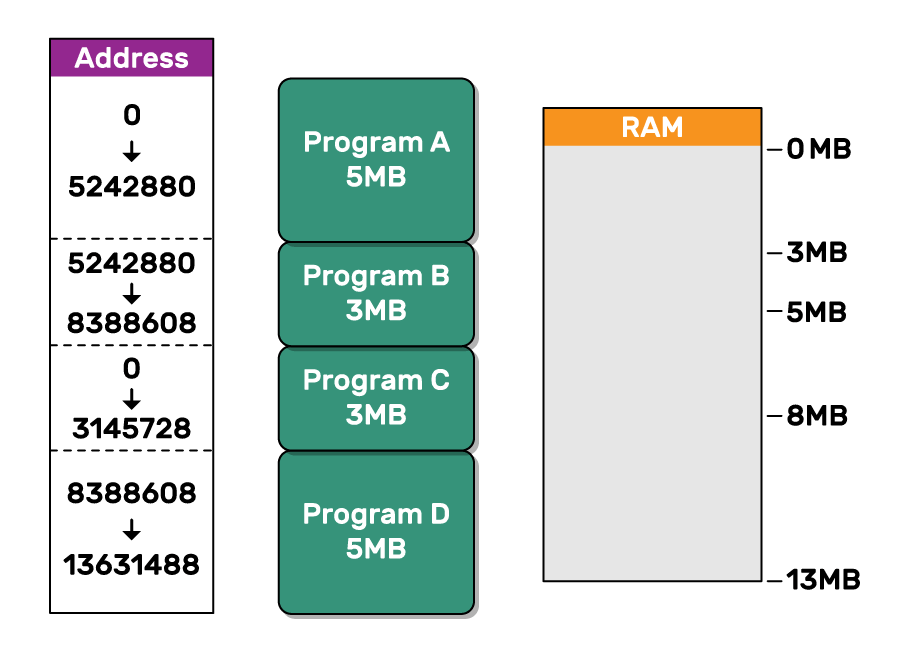 Address
0
↓
5242880
5242880
↓
8388608
0
↓
3145728
8388608
↓
13631488
Program A
5MB
Program B
3MB
Program C
3MB
Program D
5MB
RAM
0 MB
3MB
5MB
8MB
13MB